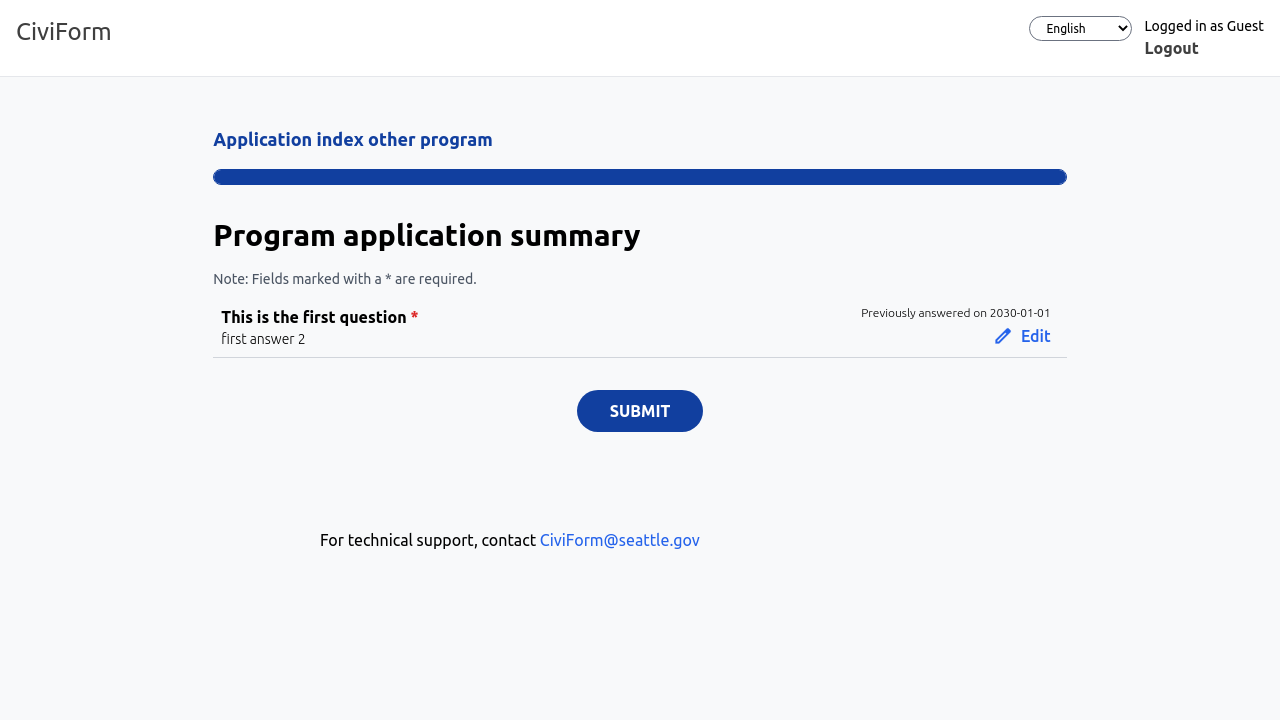 CiviForm
English
Logged in as Guest
Logout
Application index other program
Program application summary
Note: Fields marked with a * are required.
This is the first question *
Previously answered on 2030-01-01
first answer 2
Edit
SUBMIT
For technical support, contact CiviForm@seattle.gov